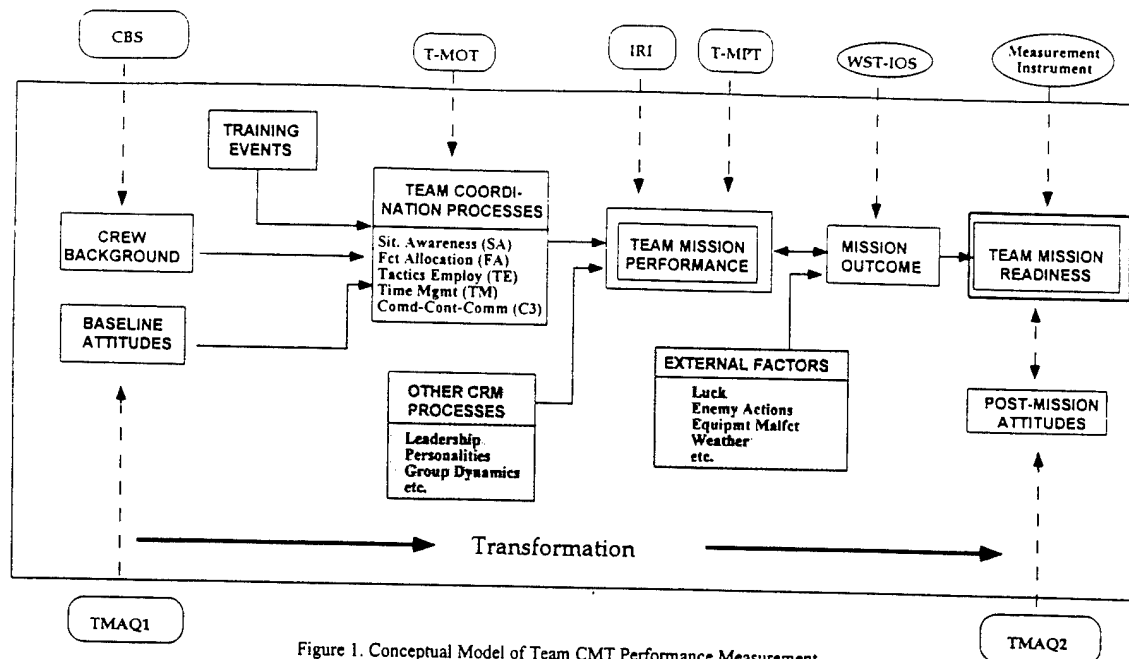 CBS
T-MOT
IRI
T-MPT
WST-IOS
Measurement
Instrument
TRAINING
EVENTS
CREW
BACKGROUND
BASELINE
ATTITUDES
TEAM COORDI-
NATION PROCESSES
Sit. Awareness (SA)
Fct Allocation (FA)
Tactics Employ (TE)
Time Mgmt (TM)
Comd-Cont-Comm (C3)
OTHER CRM
PROCESSES
Leadership
Personalities
Group Dynamics
etc.
TEAM MISSION
PERFORMANCE
MISSION
OUTCOME
TEAM MISSION
READINESS
EXTERNAL FACTORS
Luck
Enemy Actions
Equipmt Malfct
Weather
etc.
POST-MISSION
ATTITUDES
Transformation
TMAQ1
TMAQ2
Figure 1. Conceptual Model of Team CMT Performance Measurement